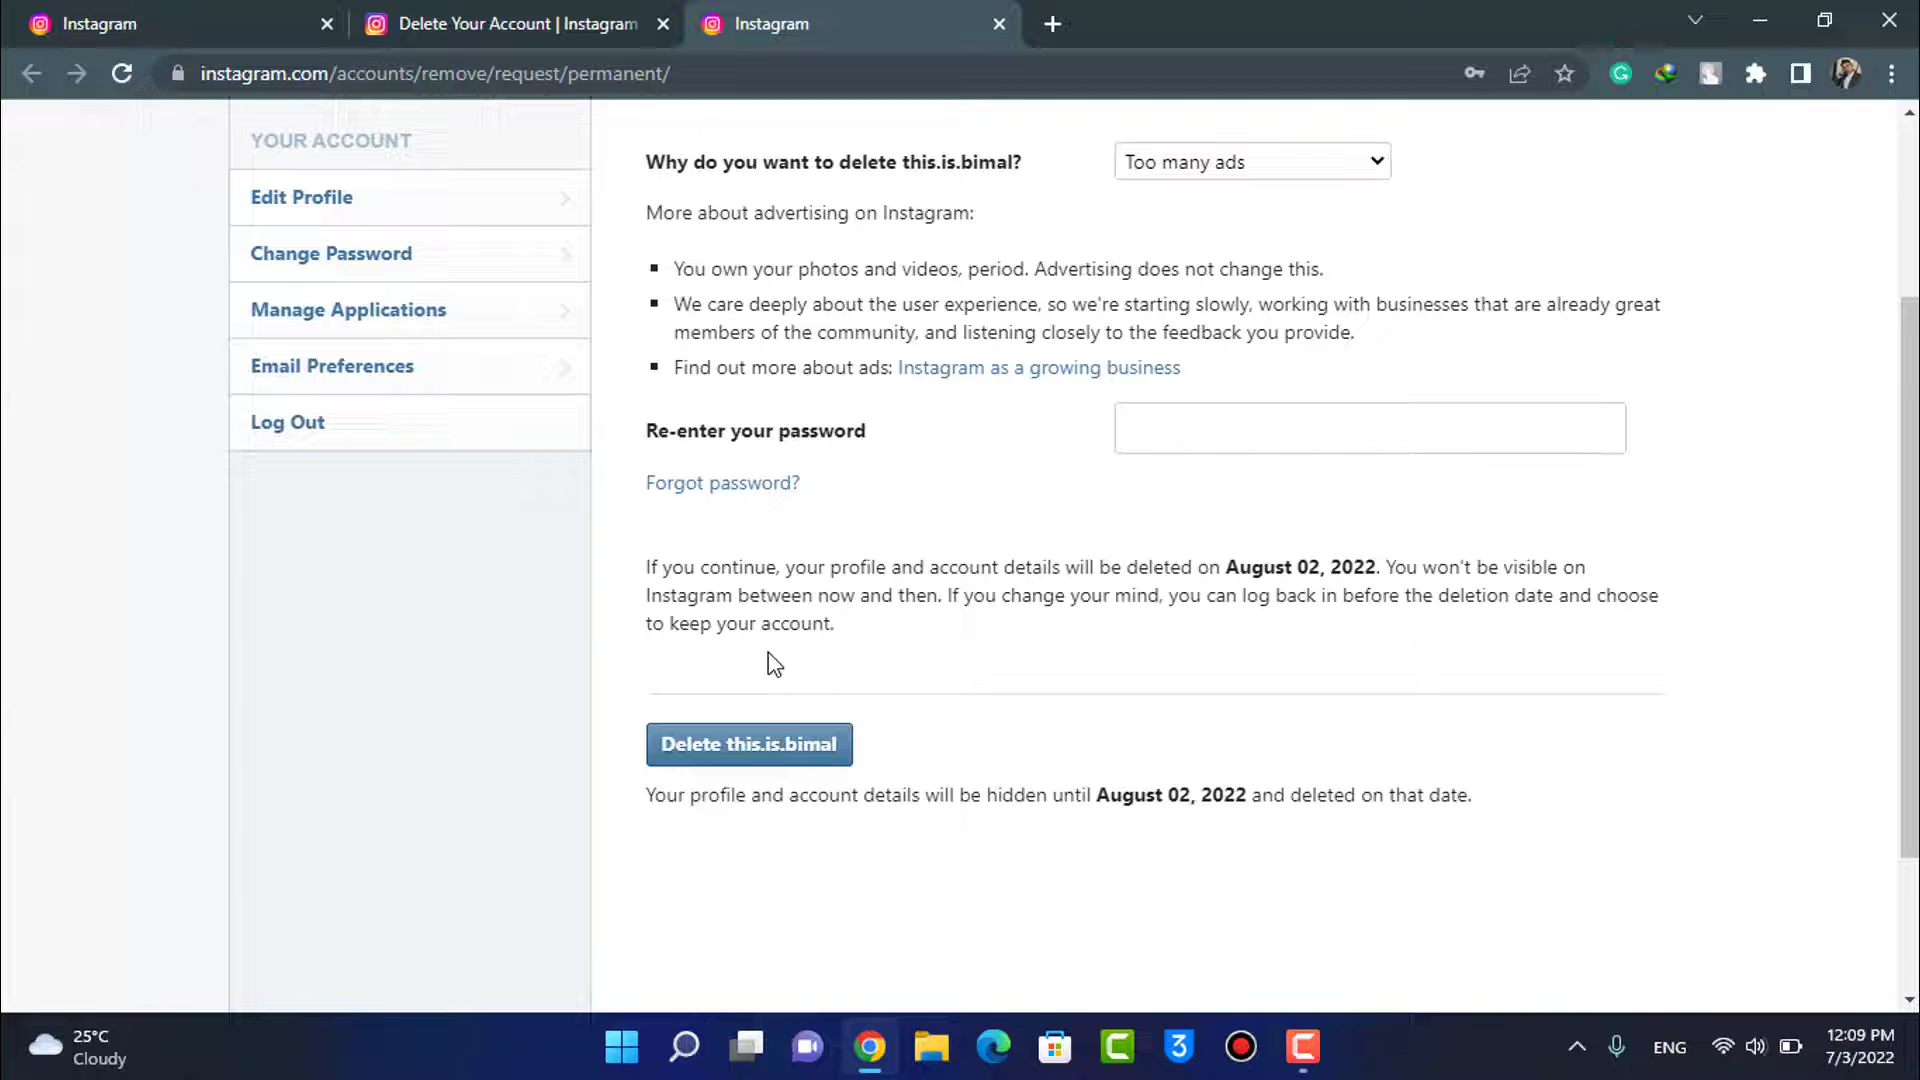 Instagram
Delete Your Account | Instagram
Instagram
instagram.com/accounts/remove/request/permanent/
YOUR ACCOUNT
Edit Profile
Change Password
Manage Applications
Email Preferences
Log Out
Why do you want to delete this.is.bimal?
Too many ads
More about advertising on Instagram:
You own your photos and videos, period. Advertising does not change this.
We care deeply about the user experience, so we're starting slowly, working with businesses that are already great
members of the community, and listening closely to the feedback you provide.
Find out more about ads: Instagram as a growing business
Re-enter your password
Forgot password?
If you continue, your profile and account details will be deleted on August 02, 2022. You won't be visible on
Instagram between now and then. If you change your mind, you can log back in before the deletion date and choose
to keep your account.
Delete this.is.bimal
Your profile and account details will be hidden until August 02, 2022 and deleted on that date.
25°C
Cloudy
ENG
12:09 PM
7/3/2022